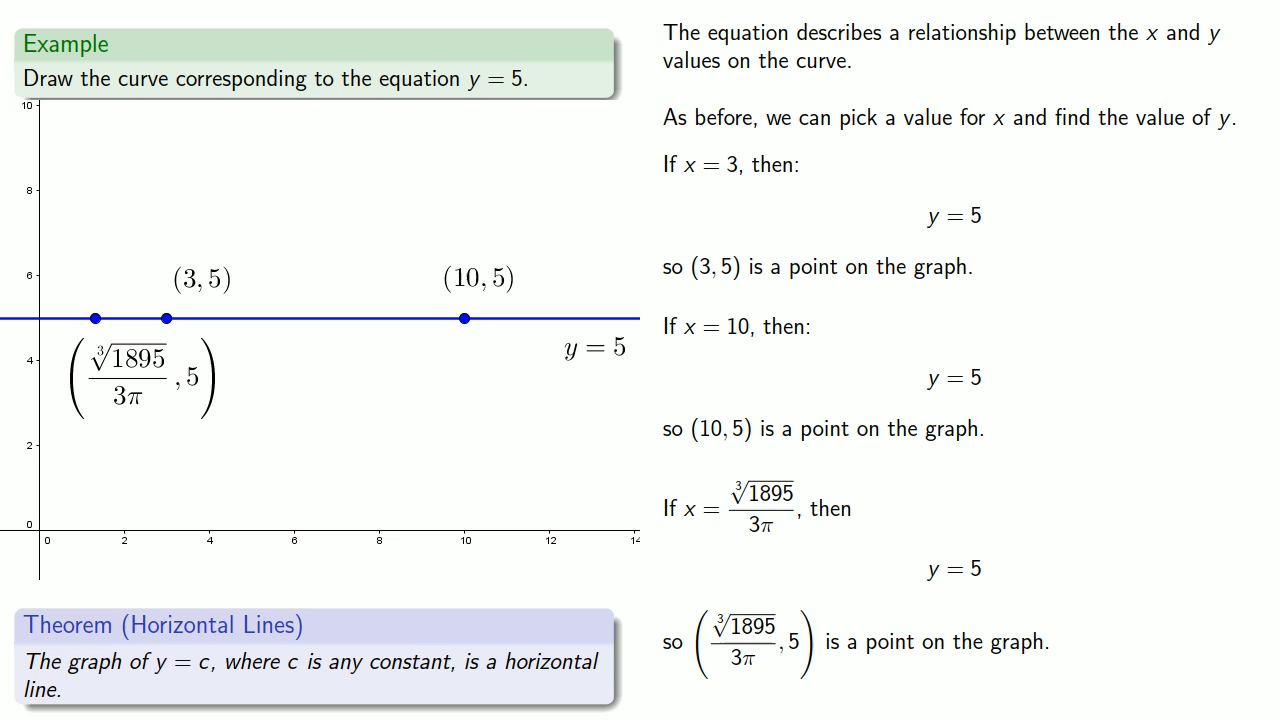 Example
Draw the curve corresponding to the equation y = 5.
10
8
6
4
2
0
0 2 4 6 8 10 12 14
(3, 5)
(10, 5)
(∛1895/3π, 5)
y = 5
Theorem (Horizontal Lines)
The graph of y = c, where c is any constant, is a horizontal
line.
The equation describes a relationship between the x and y
values on the curve.
As before, we can pick a value for x and find the value of y.
If x = 3, then:
y = 5
so (3, 5) is a point on the graph.
If x = 10, then:
y = 5
so (10, 5) is a point on the graph.
If x = ∛1895/3π, then
y = 5
so (∛1895/3π, 5) is a point on the graph.